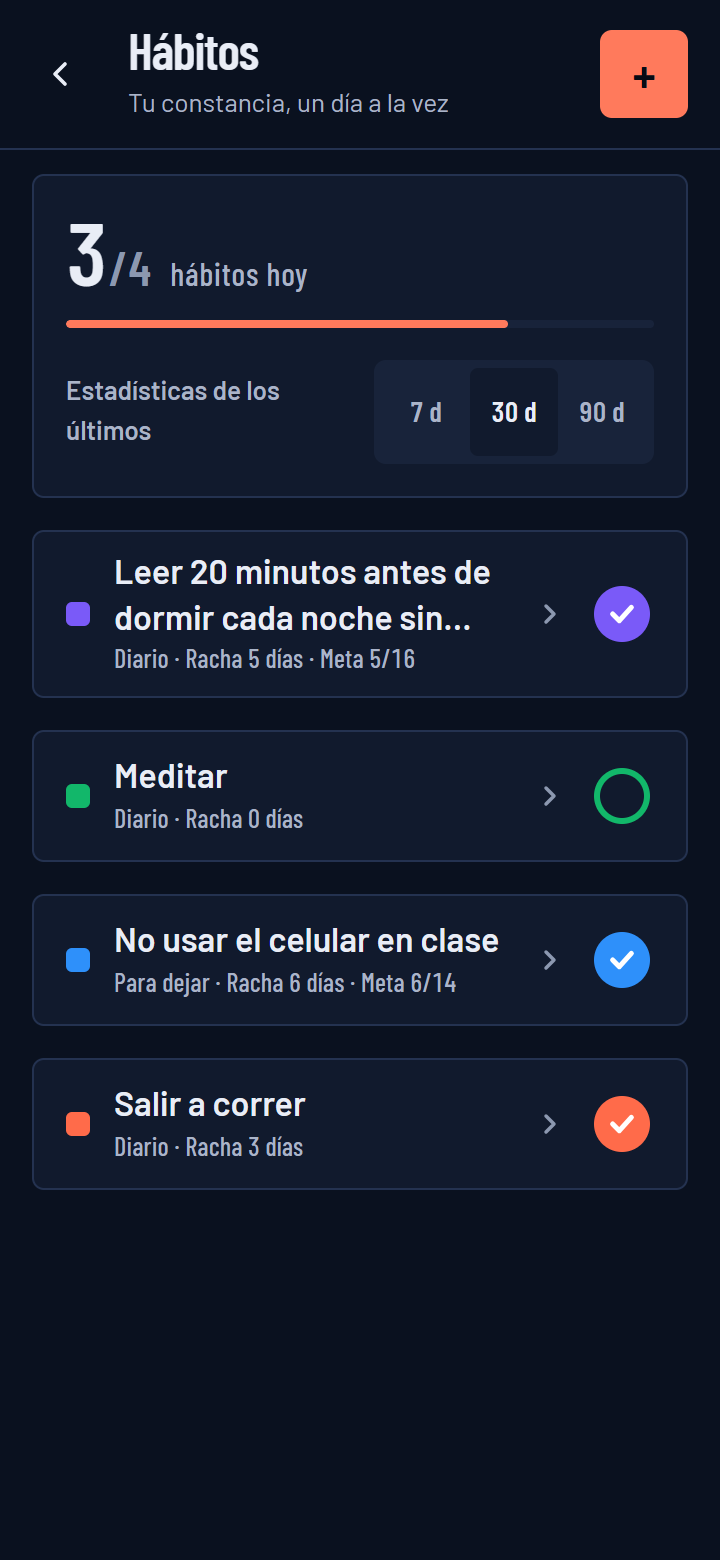 Hábitos
Tu constancia, un día a la vez
+
3/4 hábitos hoy
Estadísticas de los
últimos
7 d 30 d 90 d
Leer 20 minutos antes de
dormir cada noche sin...
Diario · Racha 5 días · Meta 5/16
Meditar
Diario · Racha 0 días
No usar el celular en clase
Para dejar · Racha 6 días · Meta 6/14
Salir a correr
Diario · Racha 3 días